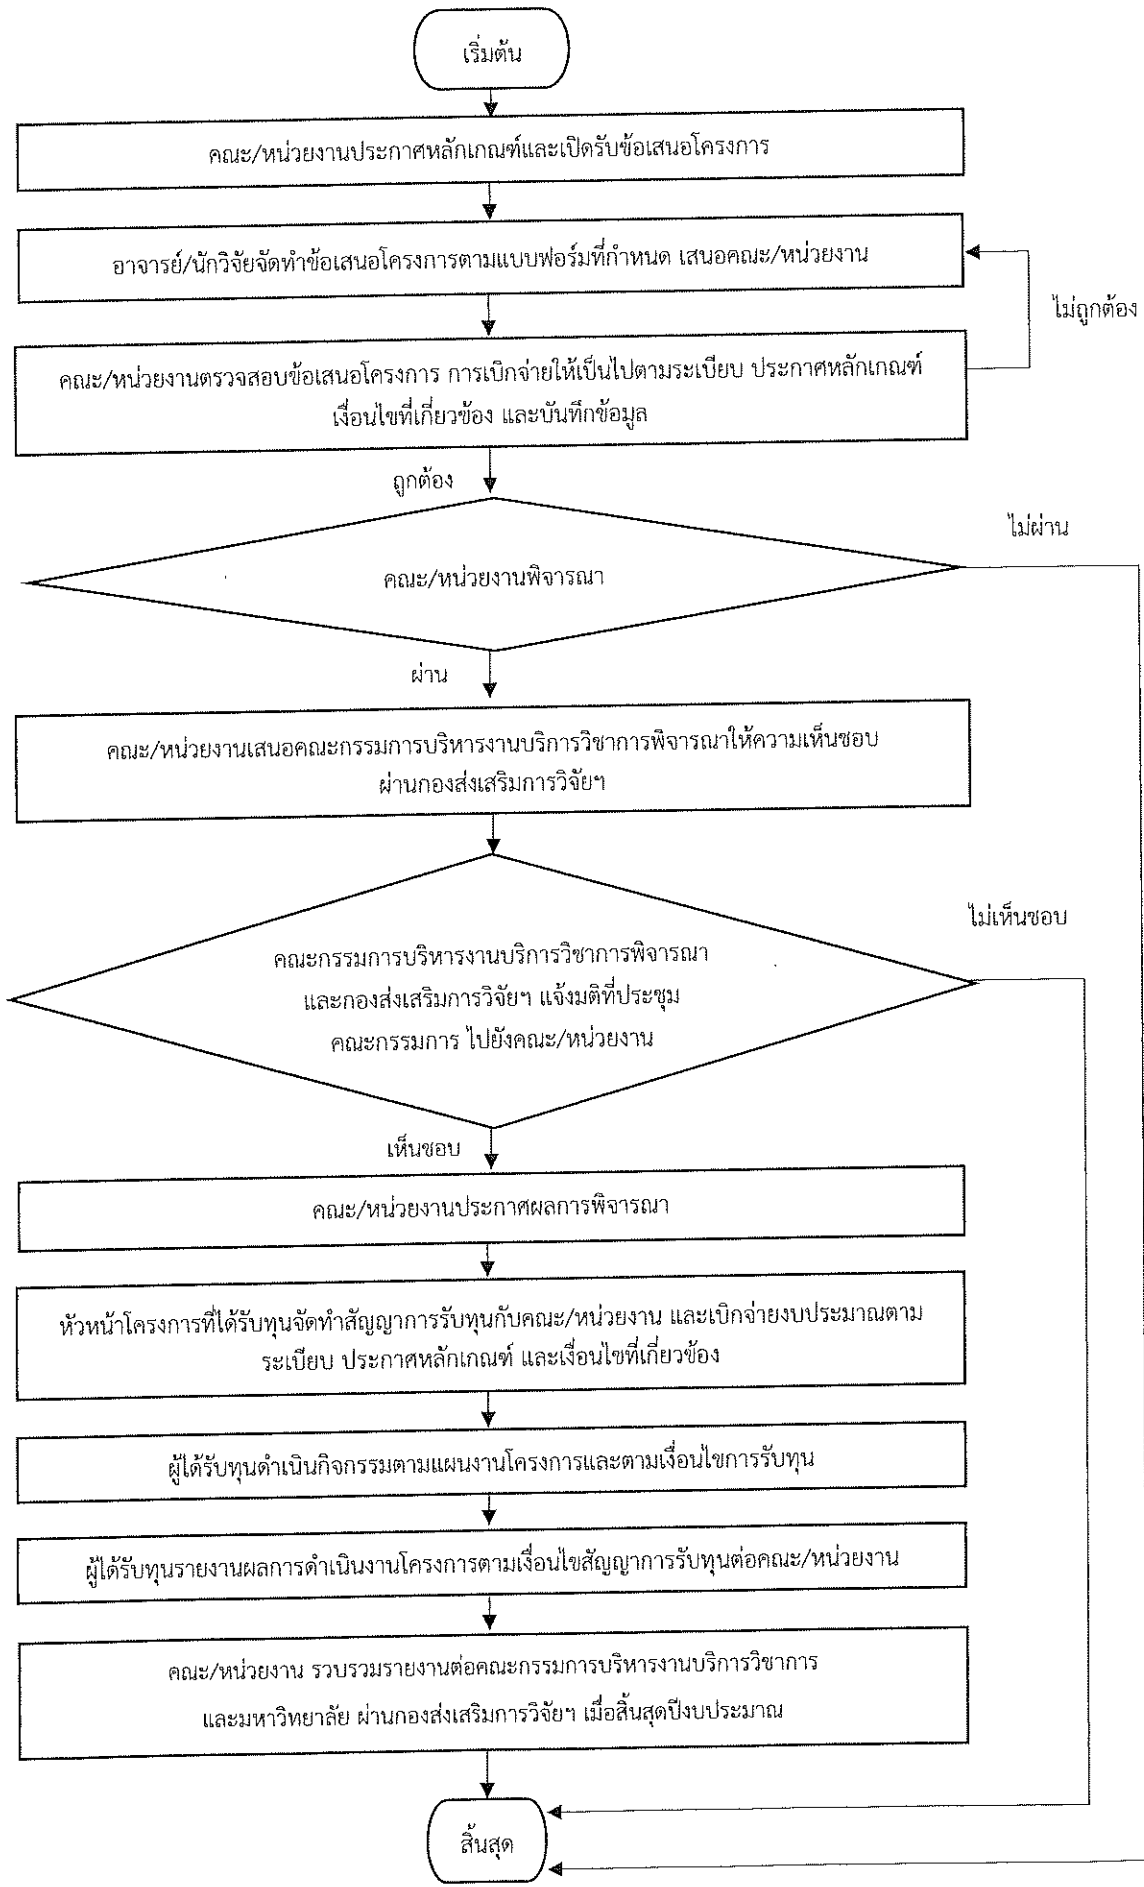 เริ่มต้น
คณะ/หน่วยงานประกาศหลักเกณฑ์และเปิดรับข้อเสนอโครงการ
อาจารย์/นักวิจัยจัดทำข้อเสนอโครงการตามแบบฟอร์มที่กำหนด เสนอคณะ/หน่วยงาน
ไม่ถูกต้อง
คณะ/หน่วยงานตรวจสอบข้อเสนอโครงการ การเบิกจ่ายให้เป็นไปตามระเบียบ ประกาศหลักเกณฑ์
เงื่อนไขที่เกี่ยวข้อง และบันทึกข้อมูล
ถูกต้อง
ไม่ผ่าน
คณะ/หน่วยงานพิจารณา
ผ่าน
คณะ/หน่วยงานเสนอคณะกรรมการบริหารงานบริการวิชาการพิจารณาให้ความเห็นชอบ
ผ่านกองส่งเสริมการวิจัยฯ
ไม่เห็นชอบ
คณะกรรมการบริหารงานบริการวิชาการพิจารณา
และกองส่งเสริมการวิจัยฯ แจ้งมติที่ประชุม
คณะกรรมการ ไปยังคณะ/หน่วยงาน
เห็นชอบ
คณะ/หน่วยงานประกาศผลการพิจารณา
หัวหน้าโครงการที่ได้รับทุนจัดทำสัญญาการรับทุนกับคณะ/หน่วยงาน และเบิกจ่ายงบประมาณตาม
ระเบียบ ประกาศหลักเกณฑ์ และเงื่อนไขที่เกี่ยวข้อง
ผู้ได้รับทุนดำเนินกิจกรรมตามแผนงานโครงการและตามเงื่อนไขการรับทุน
ผู้ได้รับทุนรายงานผลการดำเนินงานโครงการตามเงื่อนไขสัญญาการรับทุนต่อคณะ/หน่วยงาน
คณะ/หน่วยงาน รวบรวมรายงานต่อคณะกรรมการบริหารงานบริการวิชาการ
และมหาวิทยาลัย ผ่านกองส่งเสริมการวิจัยฯ เมื่อสิ้นสุดปีงบประมาณ
สิ้นสุด